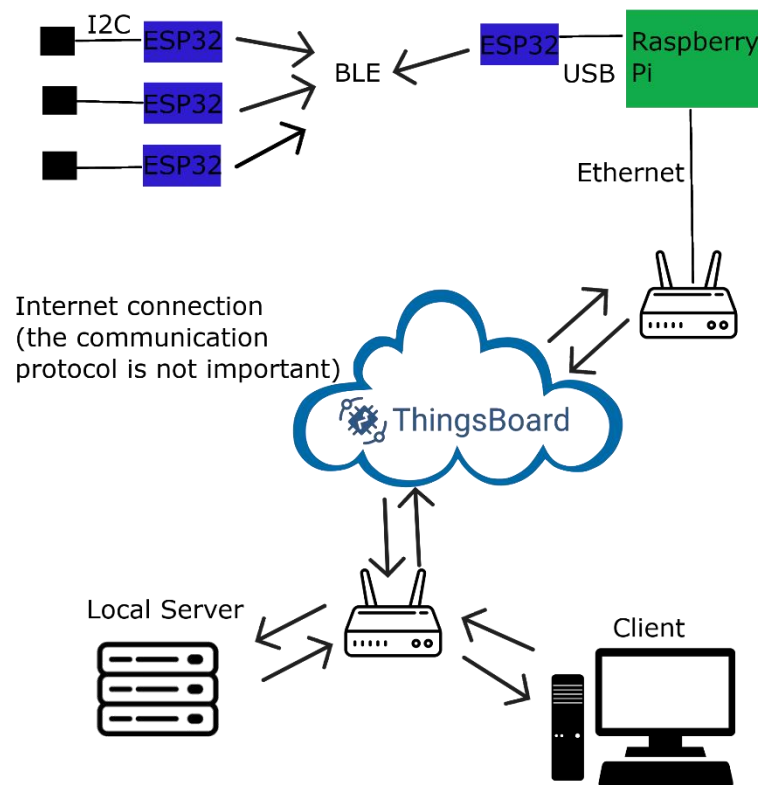 I2C
ESP32
ESP32
ESP32
BLE
ESP32
USB
Raspberry
Pi
Ethernet
Internet connection
(the communication
protocol is not important)
ThingsBoard
Local Server
Client